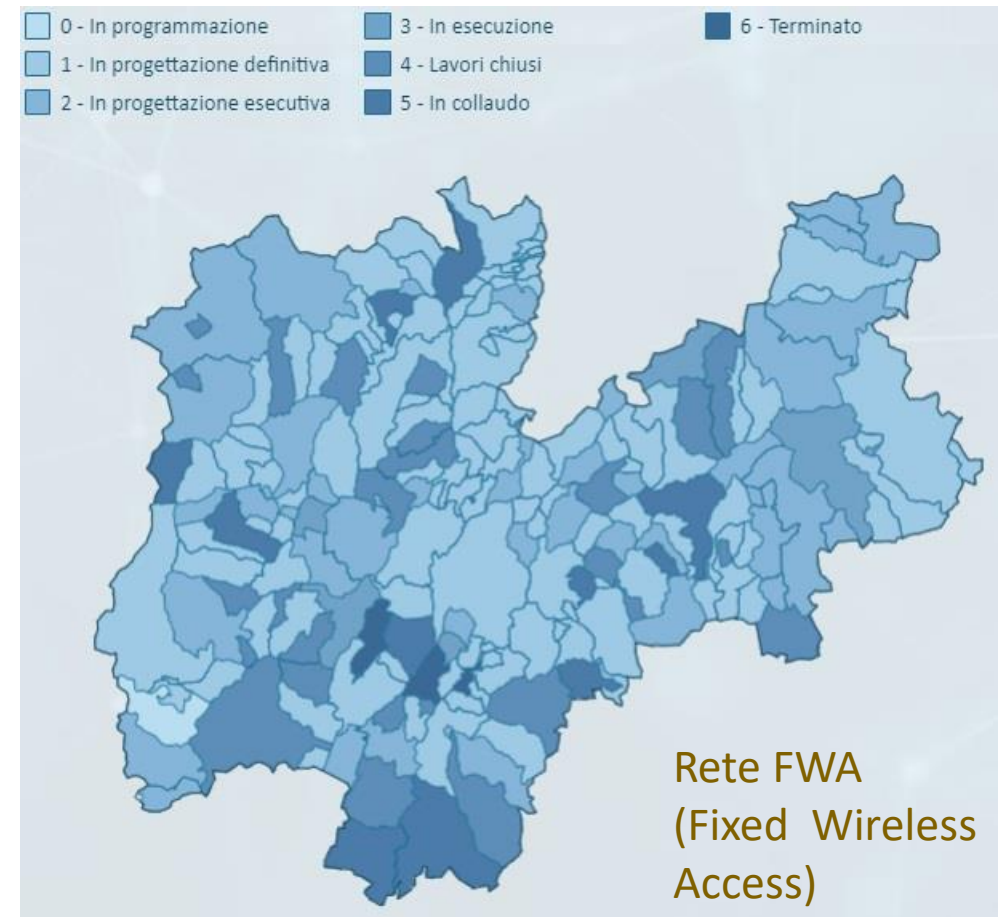 0 - In programmazione
1 - In progettazione definitiva
2 - In progettazione esecutiva
3 - In esecuzione
4 - Lavori chiusi
5 - In collaudo
6 - Terminato
Rete FWA
(Fixed Wireless
Access)